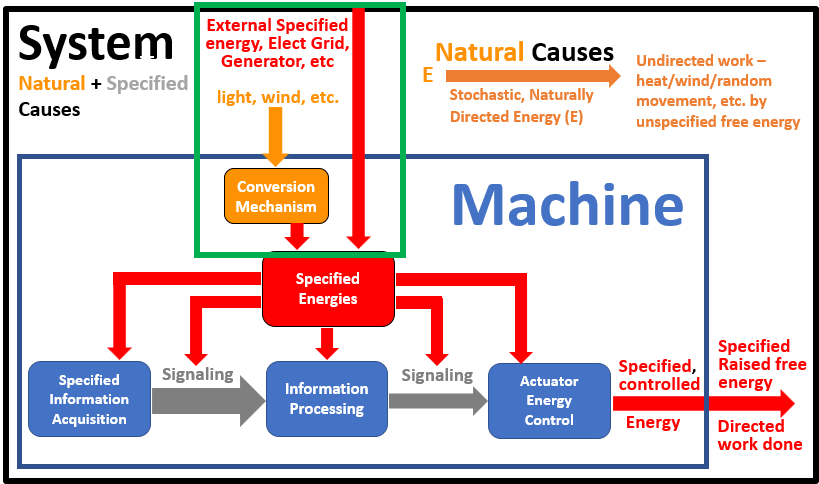 System
Natural + Specified
Causes
External Specified
energy, Elect Grid,
Generator, etc
light, wind, etc.
Natural Causes
E
Stochastic, Naturally
Directed Energy (E)
Undirected work –
heat/wind/random
movement, etc. by
unspecified free energy
Machine
Conversion
Mechanism
Specified
Energies
Specified
Information
Acquisition
Signaling
Information
Processing
Signaling
Actuator
Energy
Control
Specified,
controlled
Energy
Specified
Raised free
energy
Directed
work done